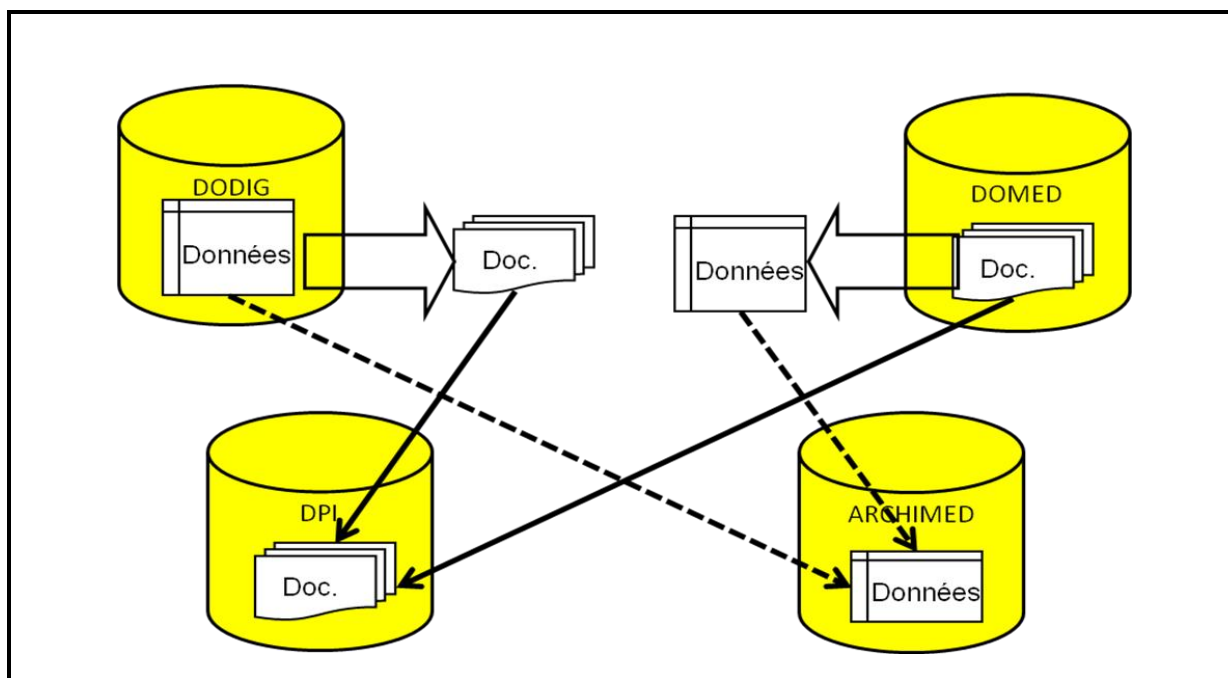 DODIG
Données
Doc.
Données
DOMED
Doc.
DPI
Doc.
ARCHIMED
Données